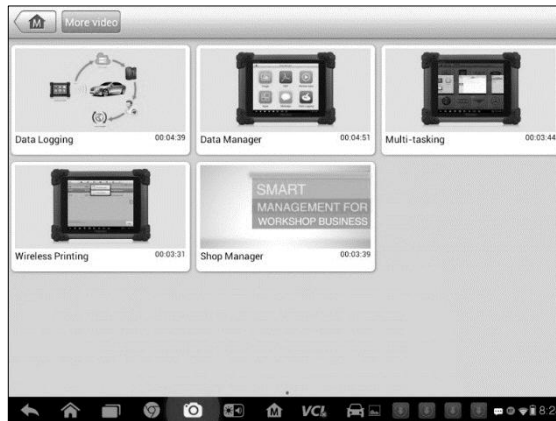 More video
Data Logging 00:04:39
Data Manager 00:04:51
Multi-tasking 00:03:44
SMART
MANAGEMENT FOR
WORKSHOP BUSINESS
Wireless Printing 00:03:31
Shop Manager 00:03:39
VCI